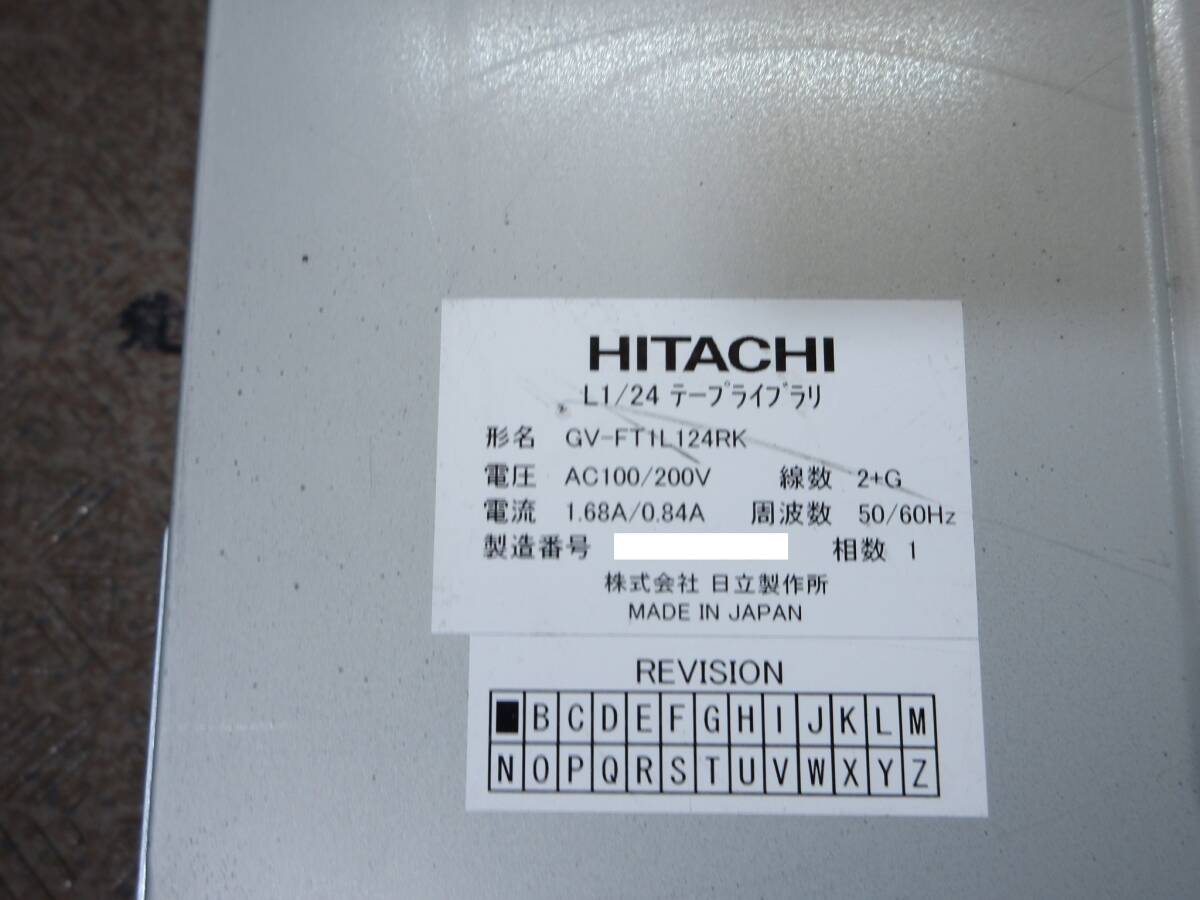 HITACHI
L1/24 テープライブラリ
形名 GV-FT1L124RK
電圧 AC100/200V 線数 2+G
電流 1.68A/0.84A 周波数 50/60Hz
製造番号 相数 1
株式会社 日立製作所
MADE IN JAPAN
REVISION
■ B C D E F G H I J K L M
N O P Q R S T U V W X Y Z